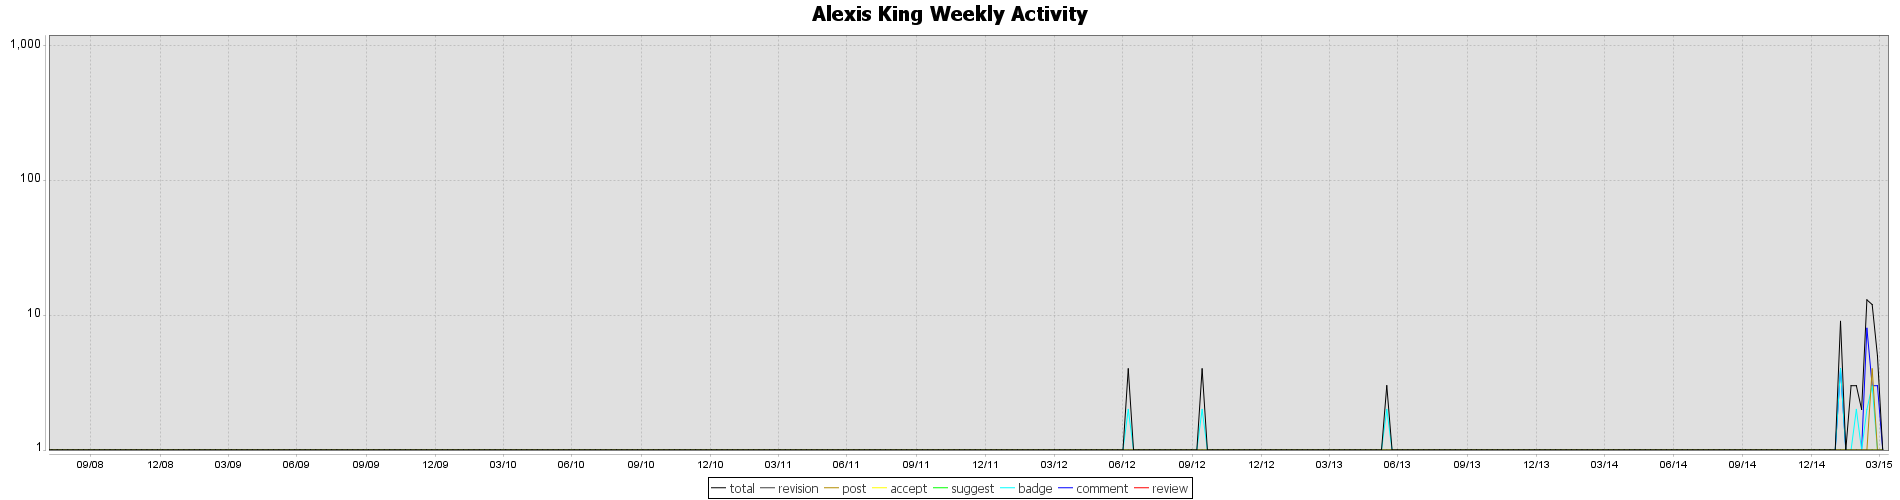 Alexis King Weekly Activity
1,000
100
10
1
09/08 12/08 03/09 06/09 09/09 12/09 03/10 06/10 09/10 12/10 03/11 06/11 09/11 12/11 03/12 06/12 09/12 12/12 03/13 06/13 09/13 12/13 03/14 06/14 09/14 12/14 03/15
total revision post accept suggest badge comment review